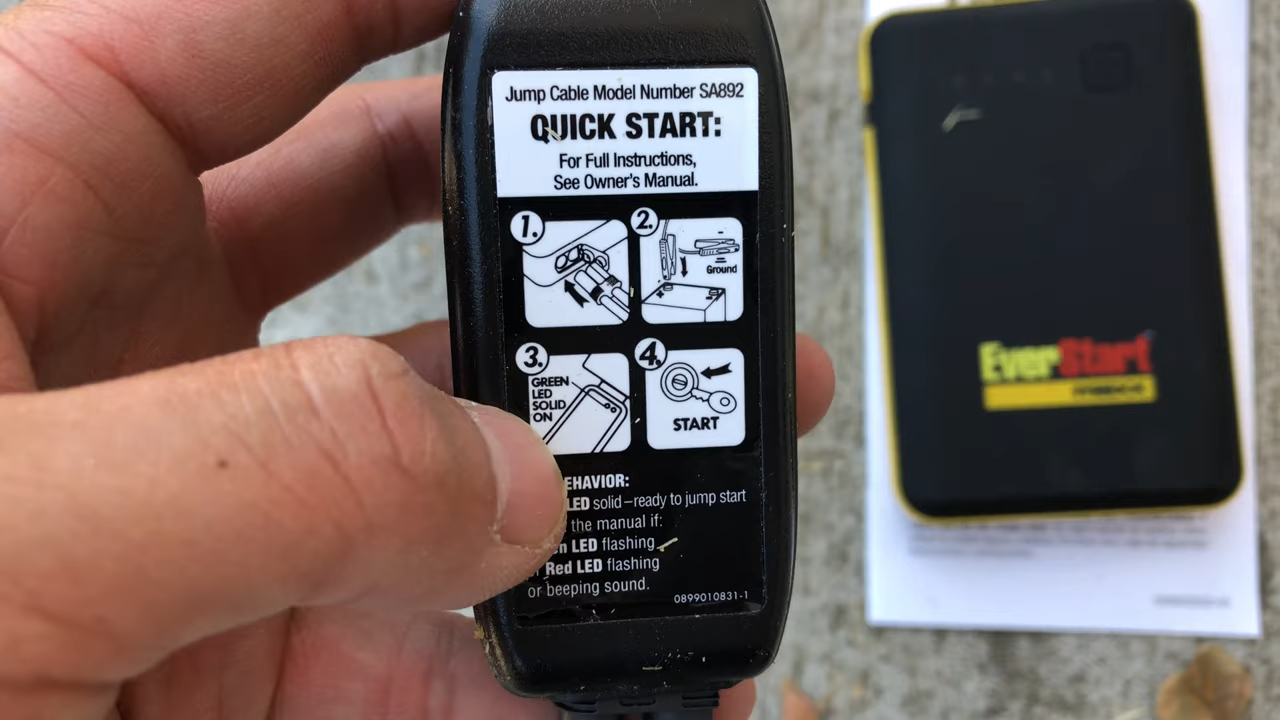 Jump Cable Model Number SA892
QUICK START:
For Full Instructions,
See Owner's Manual.
1.
2.
-
Ground
+ -
3.
GREEN
LED
SOLID
ON
4.
START
EHAVIOR:
LED solid – ready to jump start
the manual if:
en LED flashing
Red LED flashing
or beeping sound.
0899010831-1
EverStart